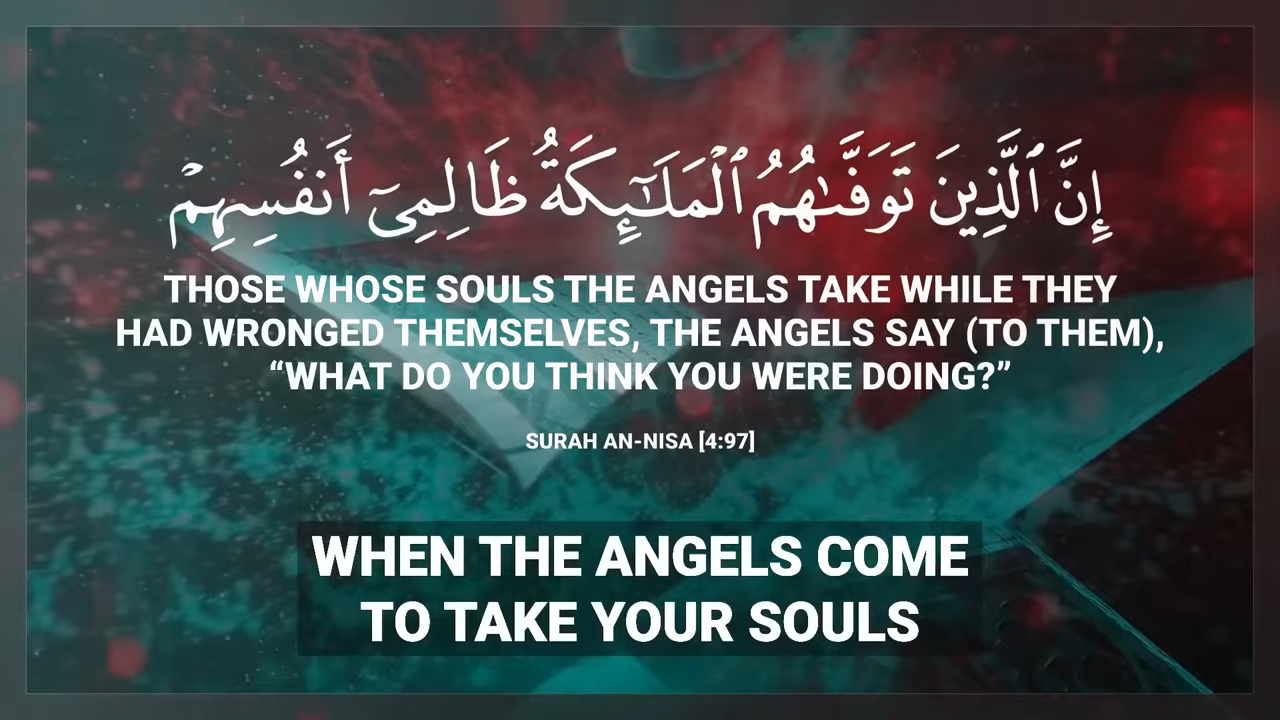 إِنَّ ٱلَّذِينَ تَوَفَّىٰهُمُ ٱلْمَلَـٰٓئِكَةُ ظَالِمِىٓ أَنفُسِهِمْ
THOSE WHOSE SOULS THE ANGELS TAKE WHILE THEY
HAD WRONGED THEMSELVES, THE ANGELS SAY (TO THEM),
“WHAT DO YOU THINK YOU WERE DOING?”
SURAH AN-NISA [4:97]
WHEN THE ANGELS COME
TO TAKE YOUR SOULS